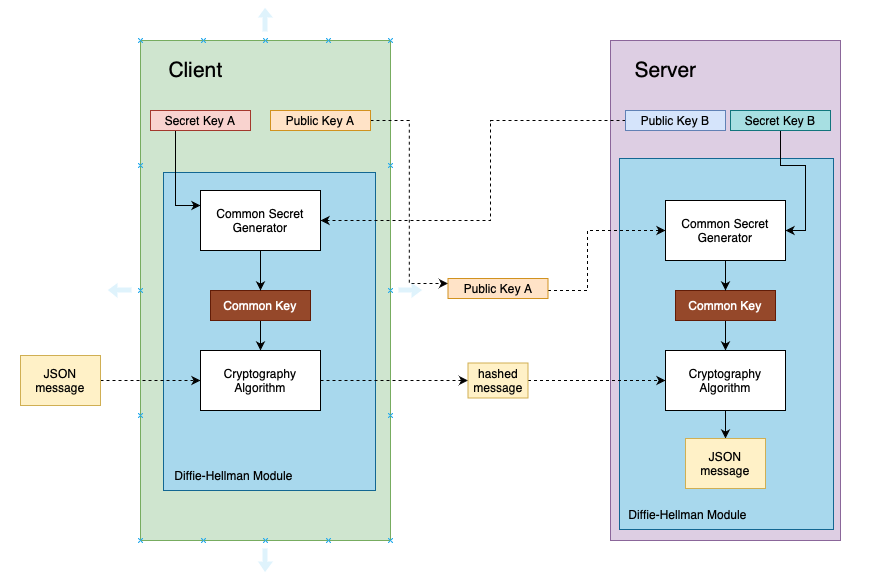 Client
Server
Secret Key A
Public Key A
Public Key B
Secret Key B
Common Secret
Generator
Common Secret
Generator
Public Key A
Common Key
Common Key
JSON
message
Cryptography
Algorithm
hashed
message
Cryptography
Algorithm
JSON
message
Diffie-Hellman Module
Diffie-Hellman Module